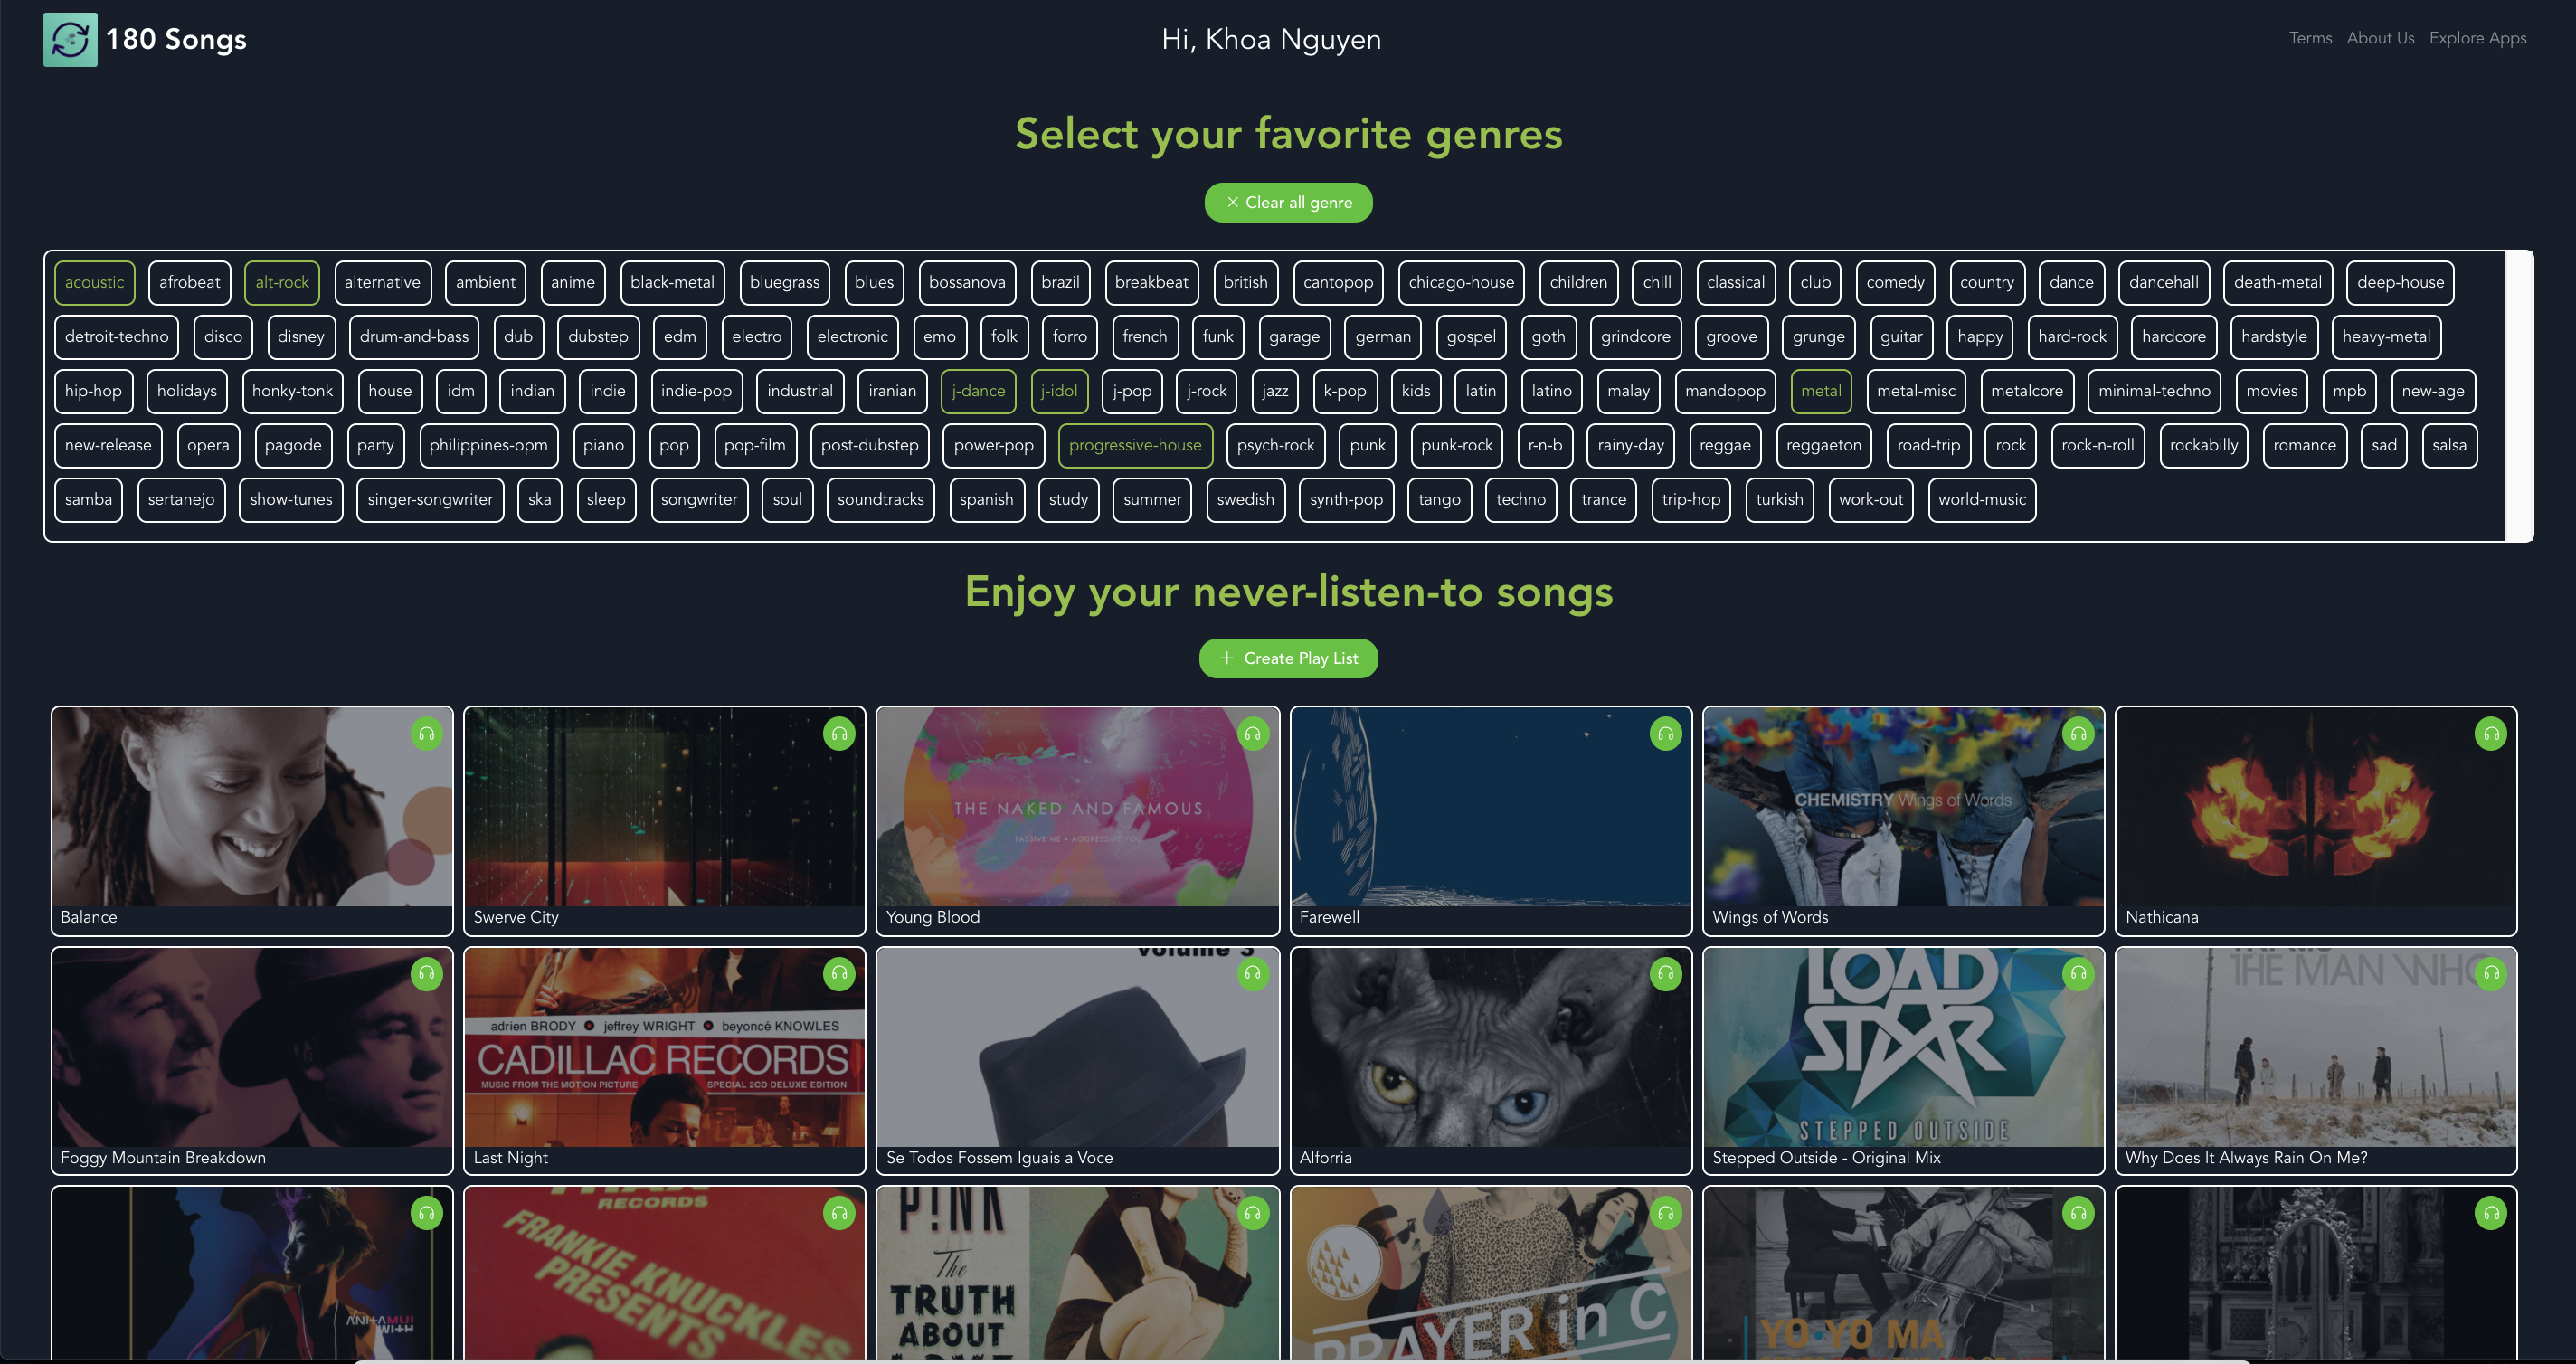 180 Songs
Hi, Khoa Nguyen
Terms About Us Explore Apps
Select your favorite genres
× Clear all genre
acoustic afrobeat alt-rock alternative ambient anime black-metal bluegrass blues bossanova brazil breakbeat british cantopop chicago-house children chill classical club comedy country dance dancehall death-metal deep-house
detroit-techno disco disney drum-and-bass dub dubstep edm electro electronic emo folk forro french funk garage german gospel goth grindcore groove grunge guitar happy hard-rock hardcore hardstyle heavy-metal
hip-hop holidays honky-tonk house idm indian indie indie-pop industrial iranian j-dance j-idol j-pop j-rock jazz k-pop kids latin latino malay mandopop metal metal-misc metalcore minimal-techno movies mpb new-age
new-release opera pagode party philippines-opm piano pop pop-film post-dubstep power-pop progressive-house psych-rock punk punk-rock r-n-b rainy-day reggae reggaeton road-trip rock rock-n-roll rockabilly romance sad salsa
samba sertanejo show-tunes singer-songwriter ska sleep songwriter soul soundtracks spanish study summer swedish synth-pop tango techno trance trip-hop turkish work-out world-music
Enjoy your never-listen-to songs
+ Create Play List
THE NAKED AND FAMOUS
PASSIVE ME • AGGRESSIVE YOU
CHEMISTRY Wings of Words
Balance
Swerve City
Young Blood
Farewell
Wings of Words
Nathicana
adrien BRODY jeffrey WRIGHT beyoncé KNOWLES
CADILLAC RECORDS
MUSIC FROM THE MOTION PICTURE SPECIAL 2CD DELUXE EDITION
volume 3
LOAD
STAR
STEPPED OUTSIDE
THE MAN WHO
Foggy Mountain Breakdown
Last Night
Se Todos Fossem Iguais a Voce
Alforria
Stepped Outside - Original Mix
Why Does It Always Rain On Me?
ANITA MUI
WITH
RECORDS
FRANKIE KNUCKLES
PRESENTS
P!NK
The
TRUTH
ABOUT
PRAYER in C
YO-YO MA